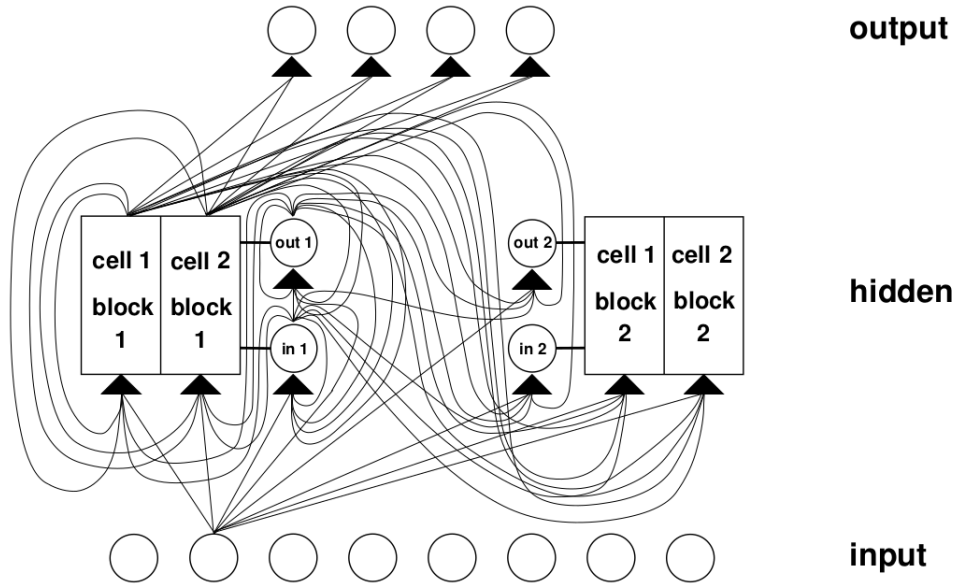 output
out 1
out 2
cell 1
block
1
cell 2
block
1
cell 1
block
2
cell 2
block
2
hidden
in 1
in 2
input